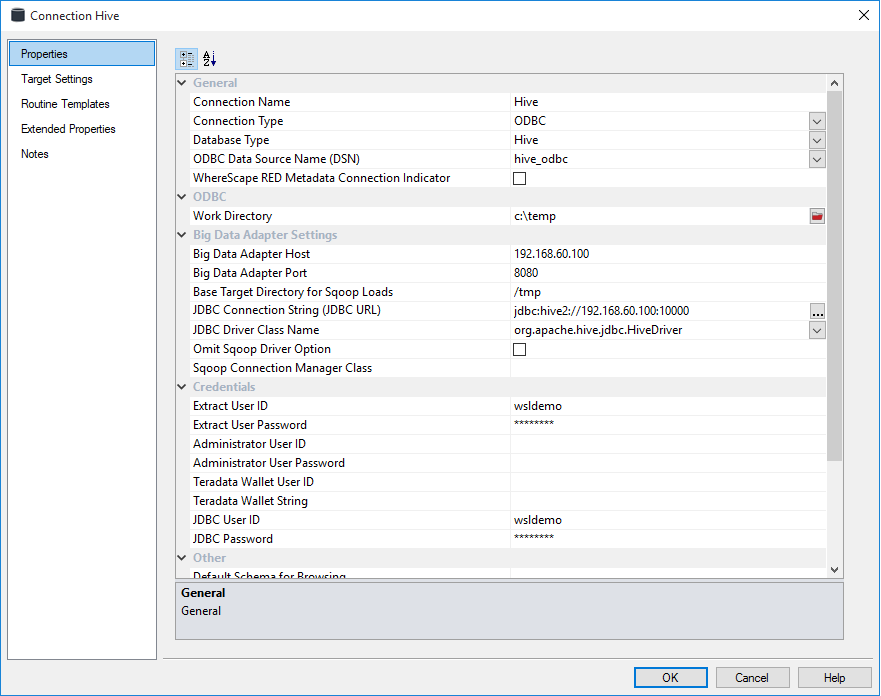 Connection Hive
Properties
Target Settings
Routine Templates
Extended Properties
Notes
General
Connection Name Hive
Connection Type ODBC
Database Type Hive
ODBC Data Source Name (DSN) hive_odbc
WhereScape RED Metadata Connection Indicator
ODBC
Work Directory c:\temp
Big Data Adapter Settings
Big Data Adapter Host 192.168.60.100
Big Data Adapter Port 8080
Base Target Directory for Sqoop Loads /tmp
JDBC Connection String (JDBC URL) jdbc:hive2://192.168.60.100:10000
...
JDBC Driver Class Name org.apache.hive.jdbc.HiveDriver
Omit Sqoop Driver Option
Sqoop Connection Manager Class
Credentials
Extract User ID wsldemo
Extract User Password ********
Administrator User ID
Administrator User Password
Teradata Wallet User ID
Teradata Wallet String
JDBC User ID wsldemo
JDBC Password ********
Other
Default Schema for Browsing
General
General
OK Cancel Help